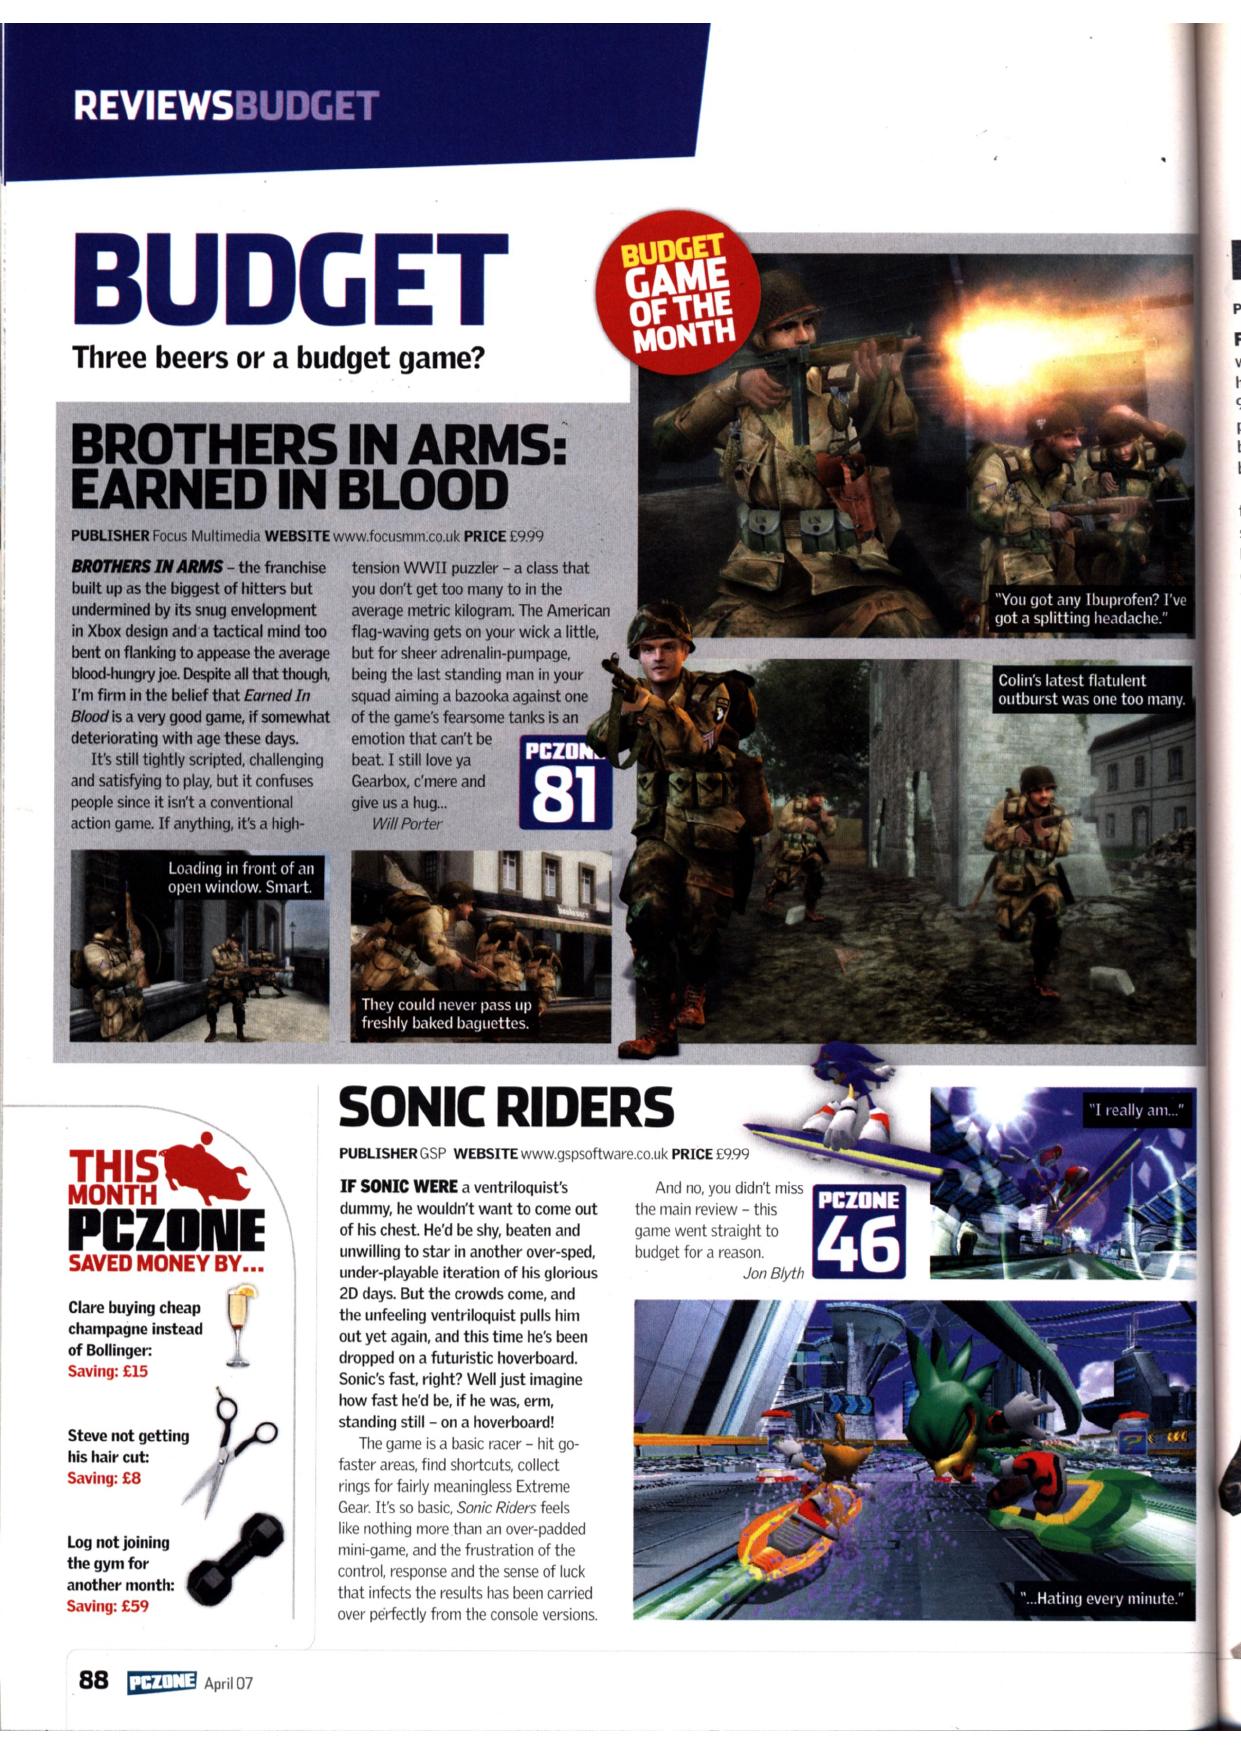 REVIEWSBUDGET
BUDGET
Three beers or a budget game?
BUDGET
GAME
OF THE
MONTH
BROTHERS IN ARMS:
EARNED IN BLOOD
PUBLISHER Focus Multimedia WEBSITE www.focusmm.co.uk PRICE £9.99
BROTHERS IN ARMS – the franchise
built up as the biggest of hitters but
undermined by its snug envelopment
in Xbox design and a tactical mind too
bent on flanking to appease the average
blood-hungry joe. Despite all that though,
I'm firm in the belief that Earned In
Blood is a very good game, if somewhat
deteriorating with age these days.
It's still tightly scripted, challenging
and satisfying to play, but it confuses
people since it isn't a conventional
action game. If anything, it's a high-
tension WWII puzzler – a class that
you don't get too many to in the
average metric kilogram. The American
flag-waving gets on your wick a little,
but for sheer adrenalin-pumpage,
being the last standing man in your
squad aiming a bazooka against one
of the game's fearsome tanks is an
emotion that can't be
beat. I still love ya
Gearbox, c'mere and
give us a hug...
Will Porter
PCZONE
81
"You got any Ibuprofen? I've
got a splitting headache."
Colin's latest flatulent
outburst was one too many.
Loading in front of an
open window. Smart.
They could never pass up
freshly baked baguettes.
THIS
MONTH
PCZONE
SAVED MONEY BY...
Clare buying cheap
champagne instead
of Bollinger:
Saving: £15
Steve not getting
his hair cut:
Saving: £8
Log not joining
the gym for
another month:
Saving: £59
SONIC RIDERS
PUBLISHER GSP WEBSITE www.gspsoftware.co.uk PRICE £9.99
IF SONIC WERE a ventriloquist's
dummy, he wouldn't want to come out
of his chest. He'd be shy, beaten and
unwilling to star in another over-sped,
under-playable iteration of his glorious
2D days. But the crowds come, and
the unfeeling ventriloquist pulls him
out yet again, and this time he's been
dropped on a futuristic hoverboard.
Sonic's fast, right? Well just imagine
how fast he'd be, if he was, erm,
standing still – on a hoverboard!
The game is a basic racer – hit go-
faster areas, find shortcuts, collect
rings for fairly meaningless Extreme
Gear. It's so basic, Sonic Riders feels
like nothing more than an over-padded
mini-game, and the frustration of the
control, response and the sense of luck
that infects the results has been carried
over perfectly from the console versions.
And no, you didn't miss
the main review – this
game went straight to
budget for a reason.
Jon Blyth
PCZONE
46
"I really am..."
"...Hating every minute."
88 PCZONE April 07